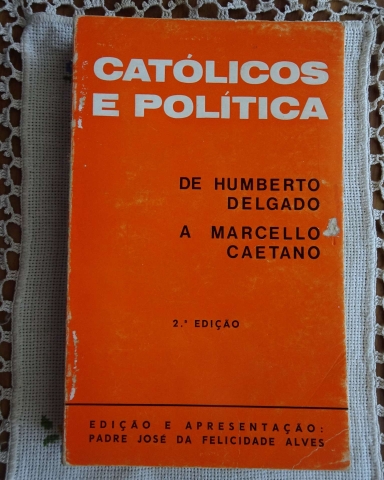 CATÓLICOS
E POLÍTICA
DE HUMBERTO
DELGADO
A MARCELLO
CAETANO
2.ª EDIÇÃO
EDIÇÃO E APRESENTAÇÃO:
PADRE JOSÉ DA FELICIDADE ALVES